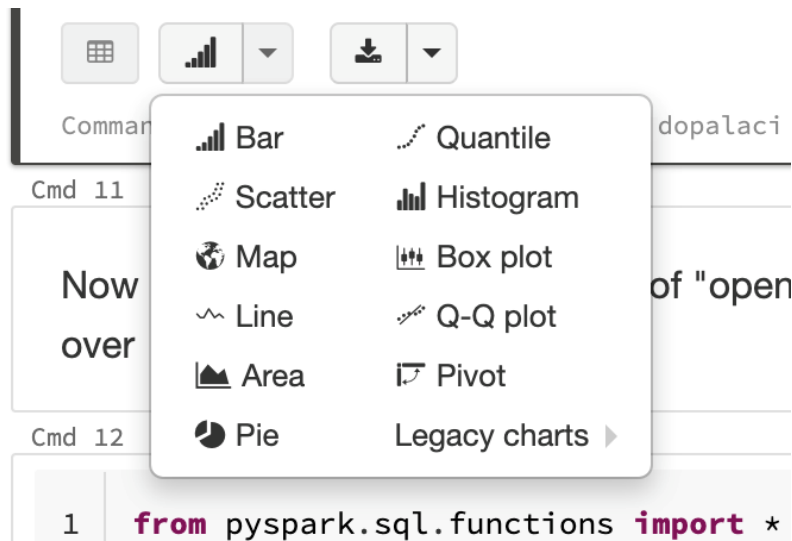 Comman
dopalaci
Bar
Quantile
Scatter
Histogram
Map
Box plot
Line
Q-Q plot
Area
Pivot
Pie
Legacy charts
Cmd 11
Now
of "open
over
Cmd 12
1 from pyspark.sql.functions import *